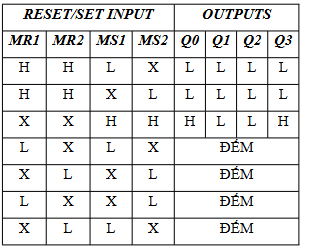 RESET/SET INPUT OUTPUTS
MR1 MR2 MS1 MS2 Q0 Q1 Q2 Q3
H H L X L L L L
H H X L L L L L
X X H H H L L H
L X L X ĐẾM
X L X L ĐẾM
L X X L ĐẾM
X L L X ĐẾM